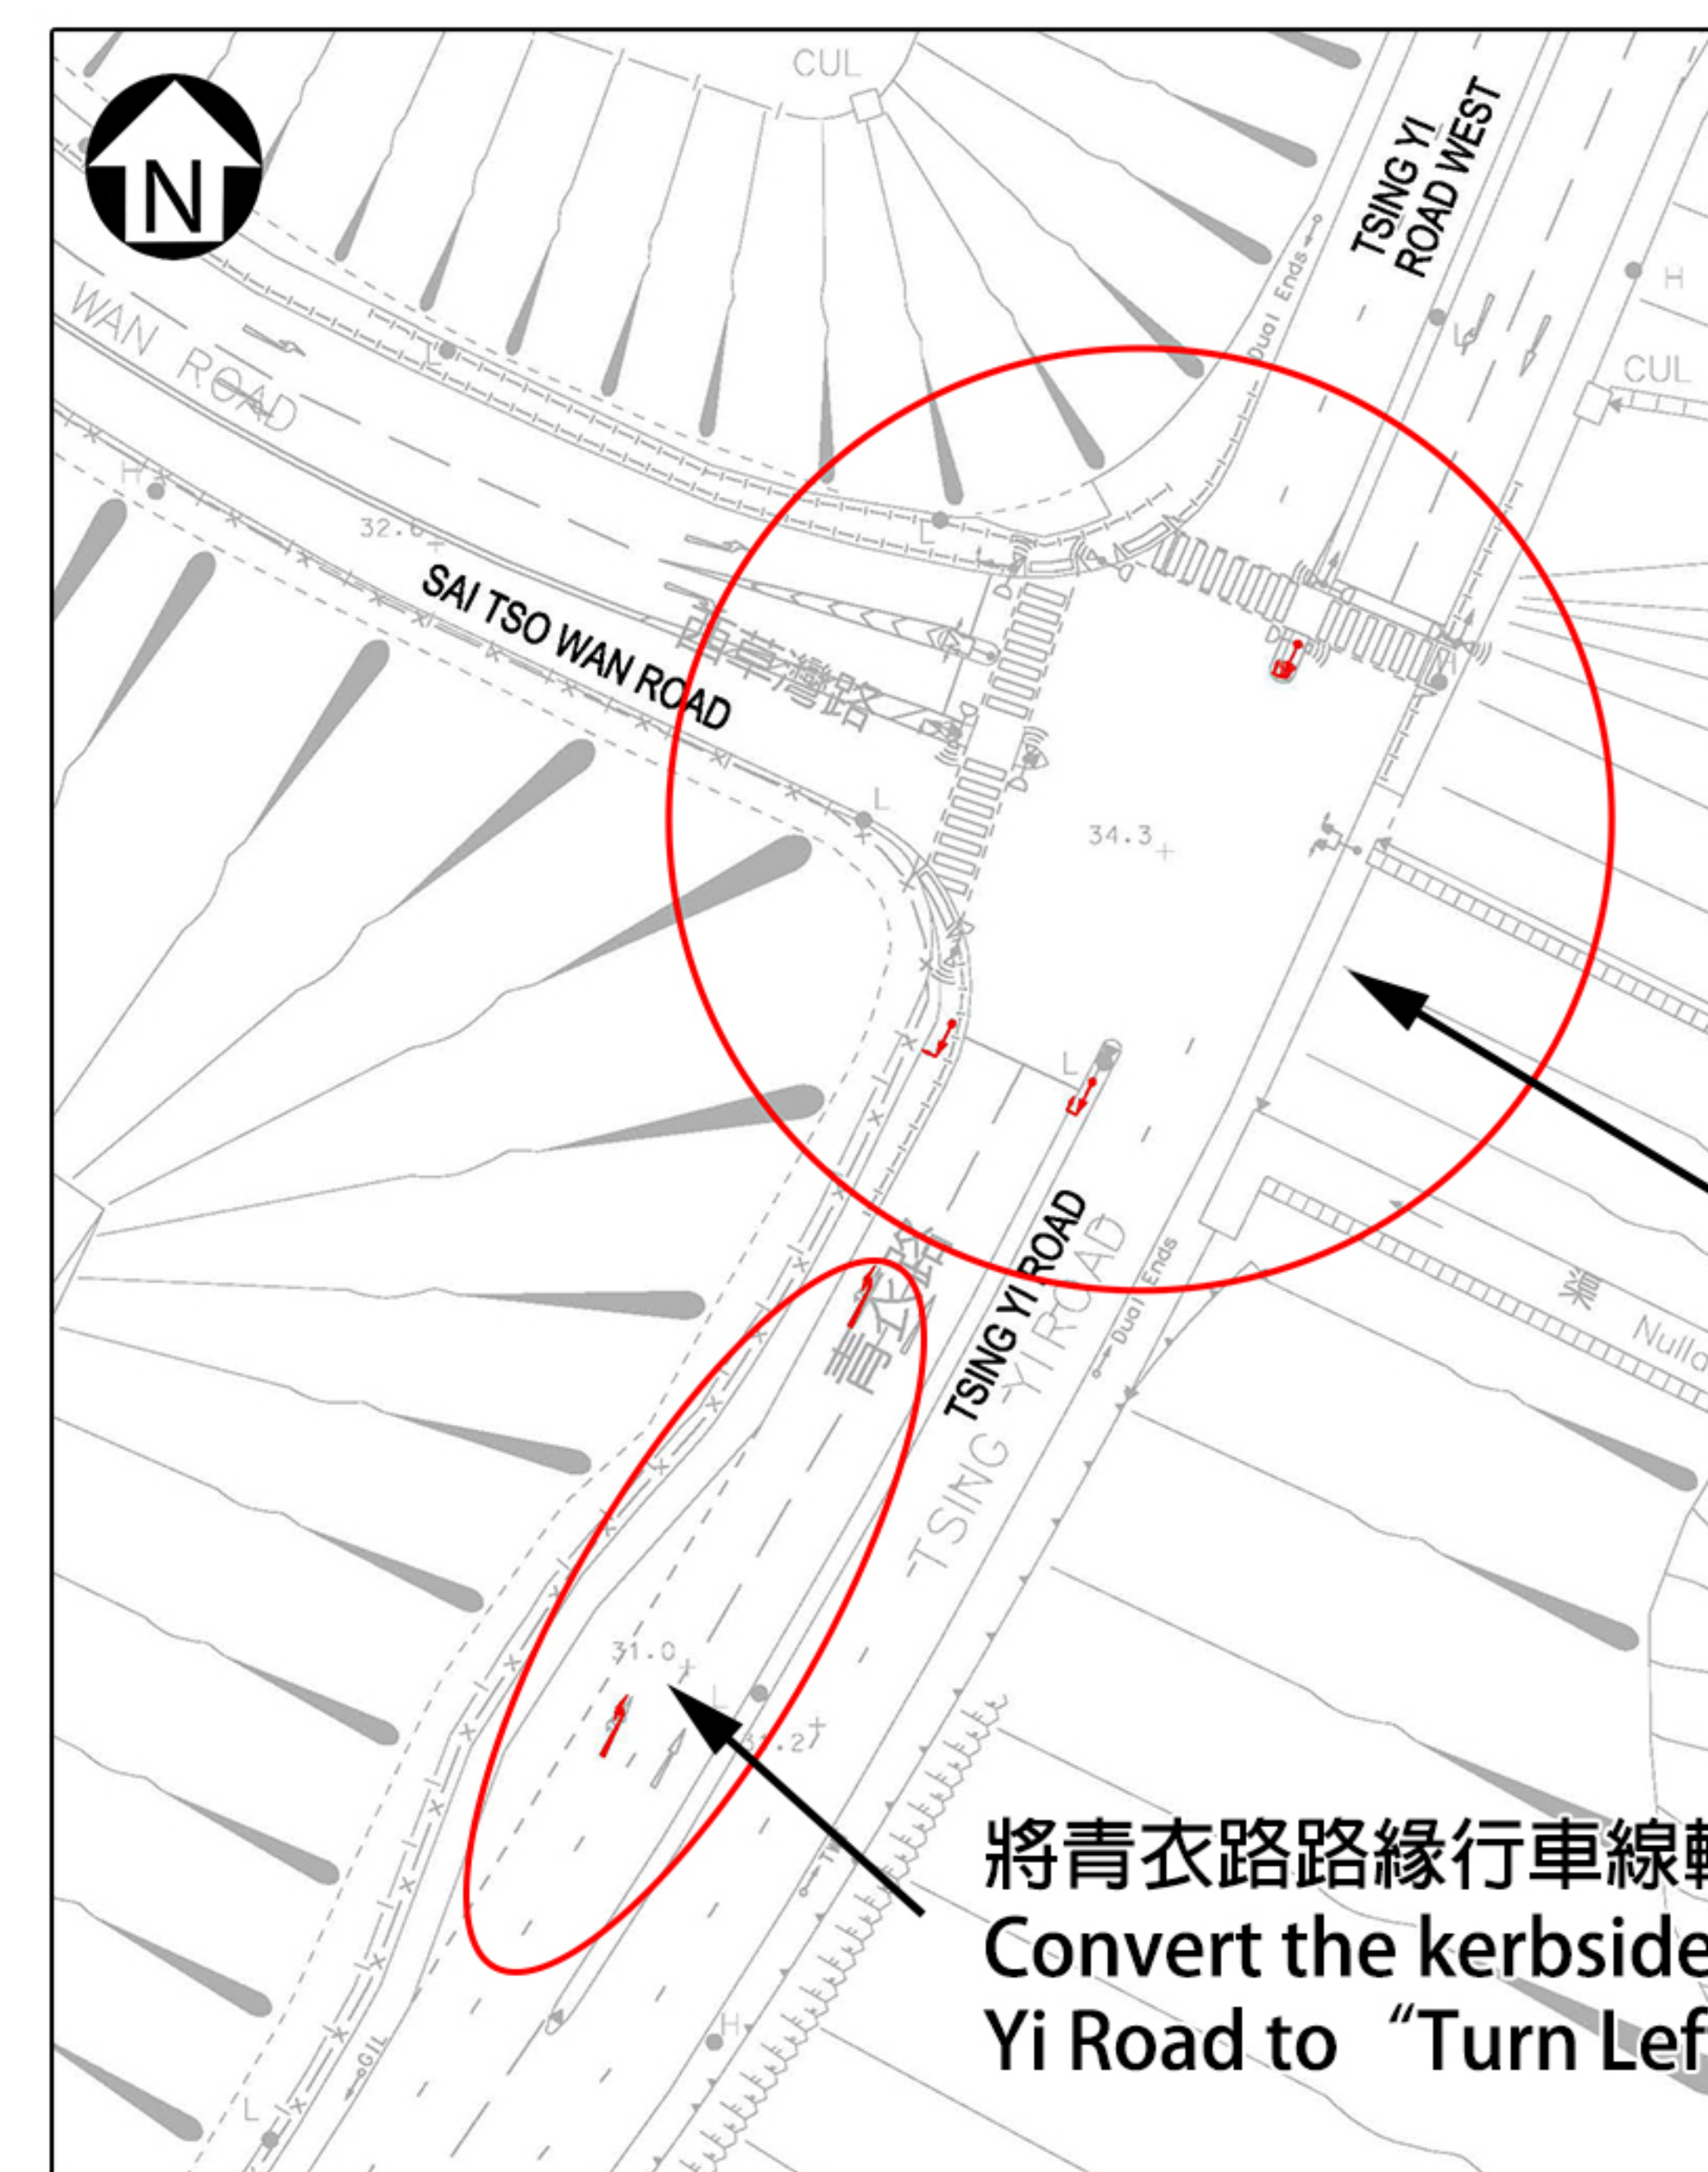 CUL
N
TSING YI
ROAD WEST
Dual Ends
H
L
CUL
WAN ROAD
L
H
32.6
L
SAI TSO WAN ROAD
西草灣路
L
34.3
L
青衣路
TSING YI ROAD
TSING YI ROAD
Dual Ends
Nulla
31.0
L
將青衣路路緣行車線
Convert the kerbside
Yi Road to “Turn Lef
H
GIL
L